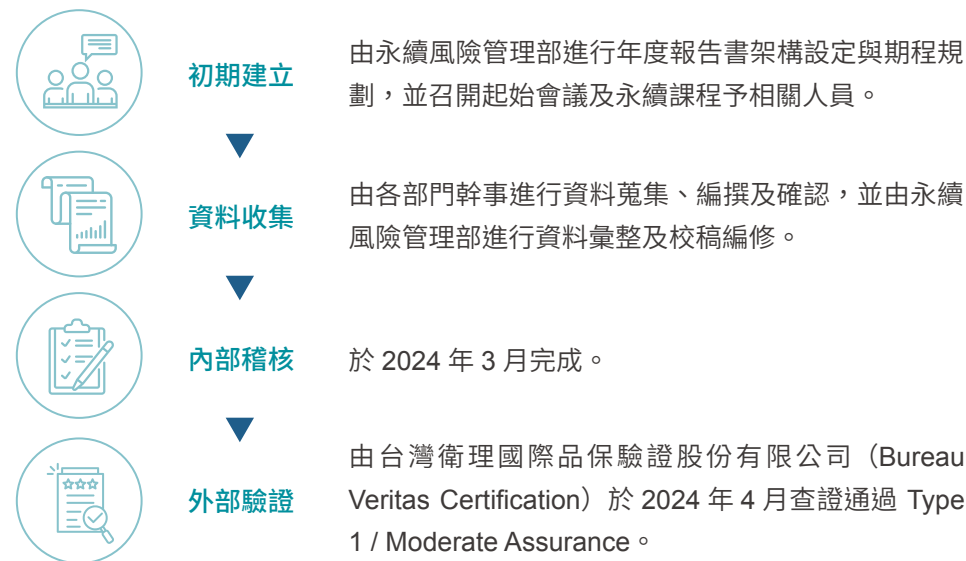 初期建立
由永續風險管理部進行年度報告書架構設定與期程規
劃，並召開起始會議及永續課程予相關人員。
資料收集
由各部門幹事進行資料蒐集、編撰及確認，並由永續
風險管理部進行資料彙整及校稿編修。
內部稽核
於 2024 年 3 月完成。
外部驗證
由台灣衛理國際品保驗證股份有限公司（Bureau
Veritas Certification）於 2024 年 4 月查證通過 Type
1 / Moderate Assurance。